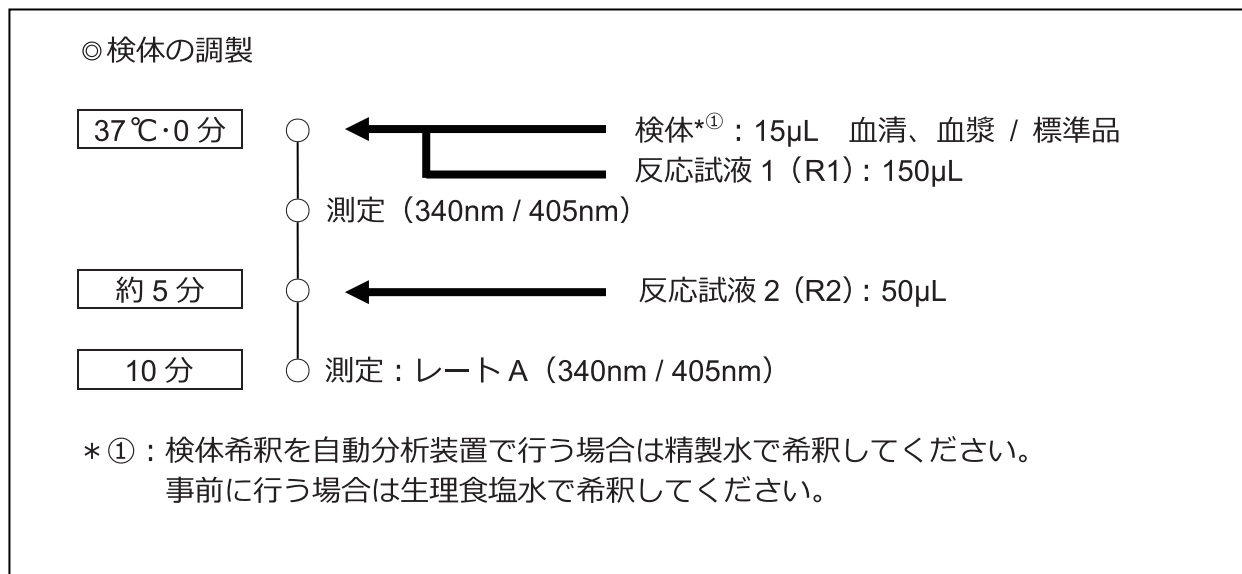 ◎検体の調製
37℃･0 分
検体*①：15μL　血清、血漿 / 標準品
反応試液 1（R1）：150μL
測定（340nm / 405nm）
約 5 分
反応試液 2（R2）：50μL
10 分
測定：レート A（340nm / 405nm）
＊①：検体希釈を自動分析装置で行う場合は精製水で希釈してください。
事前に行う場合は生理食塩水で希釈してください。